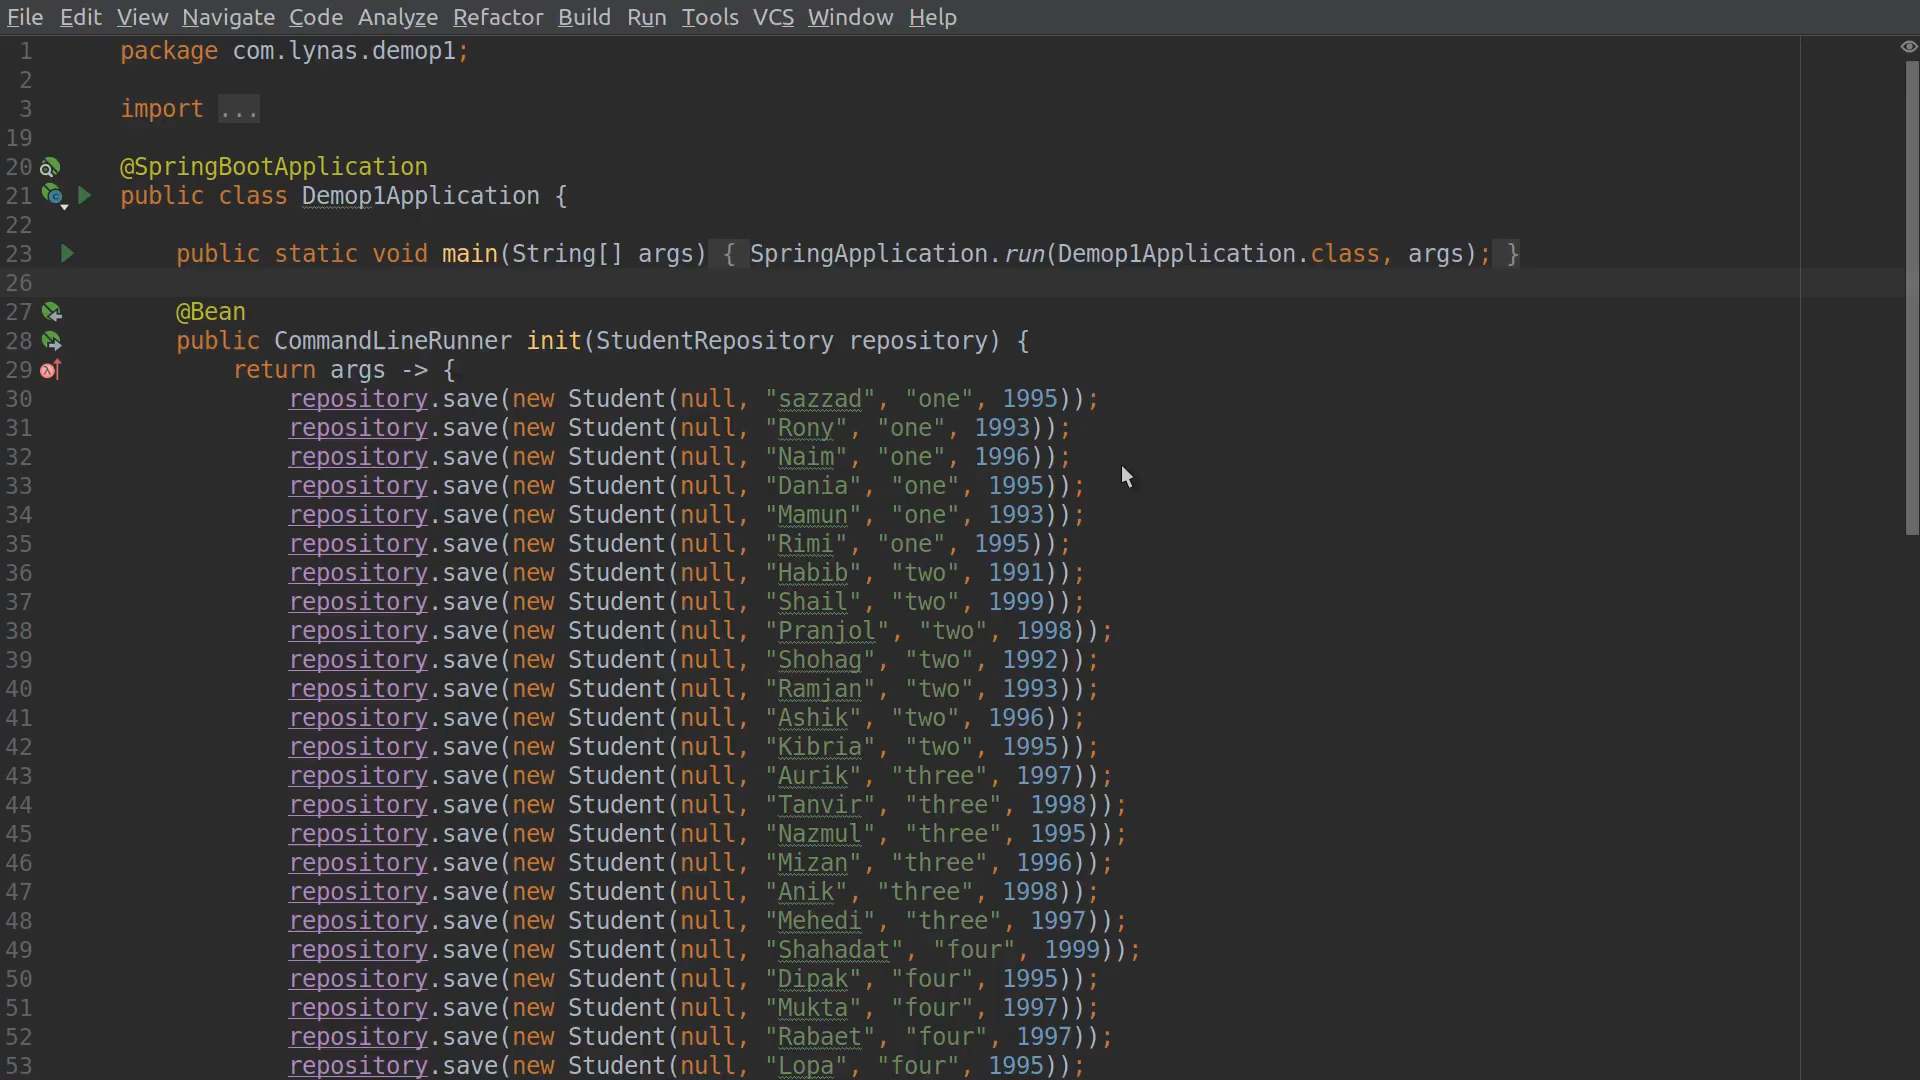 File Edit View Navigate Code Analyze Refactor Build Run Tools VCS Window Help
1 package com.lynas.demop1;
2
3 import ...
19
20 @SpringBootApplication
21 public class Demop1Application {
22
23 public static void main(String[] args) { SpringApplication.run(Demop1Application.class, args); }
26
27 @Bean
28 public CommandLineRunner init(StudentRepository repository) {
29 return args -> {
30 repository.save(new Student(null, "sazzad", "one", 1995));
31 repository.save(new Student(null, "Rony", "one", 1993));
32 repository.save(new Student(null, "Naim", "one", 1996));
33 repository.save(new Student(null, "Dania", "one", 1995));
34 repository.save(new Student(null, "Mamun", "one", 1993));
35 repository.save(new Student(null, "Rimi", "one", 1995));
36 repository.save(new Student(null, "Habib", "two", 1991));
37 repository.save(new Student(null, "Shail", "two", 1999));
38 repository.save(new Student(null, "Pranjol", "two", 1998));
39 repository.save(new Student(null, "Shohag", "two", 1992));
40 repository.save(new Student(null, "Ramjan", "two", 1993));
41 repository.save(new Student(null, "Ashik", "two", 1996));
42 repository.save(new Student(null, "Kibria", "two", 1995));
43 repository.save(new Student(null, "Aurik", "three", 1997));
44 repository.save(new Student(null, "Tanvir", "three", 1998));
45 repository.save(new Student(null, "Nazmul", "three", 1995));
46 repository.save(new Student(null, "Mizan", "three", 1996));
47 repository.save(new Student(null, "Anik", "three", 1998));
48 repository.save(new Student(null, "Mehedi", "three", 1997));
49 repository.save(new Student(null, "Shahadat", "four", 1999));
50 repository.save(new Student(null, "Dipak", "four", 1995));
51 repository.save(new Student(null, "Mukta", "four", 1997));
52 repository.save(new Student(null, "Rabaet", "four", 1997));
53 repository.save(new Student(null, "Lopa", "four", 1995));